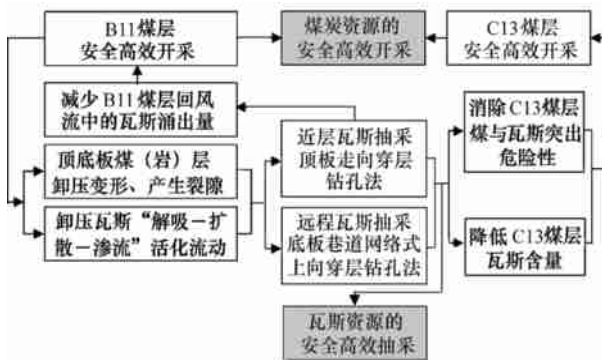 B11煤层
安全高效开采
煤炭资源的
安全高效开采
C13煤层
安全高效开采
减少B11煤层回风
流中的瓦斯涌出量
顶底板煤（岩）层
卸压变形、产生裂隙
卸压瓦斯“解吸－扩
散－渗流”活化流动
近层瓦斯抽采
顶板走向穿层
钻孔法
远程瓦斯抽采
底板巷道网络式
上向穿层钻孔法
消除C13煤层
煤与瓦斯突出
危险性
降低C13煤层
瓦斯含量
瓦斯资源的
安全高效抽采